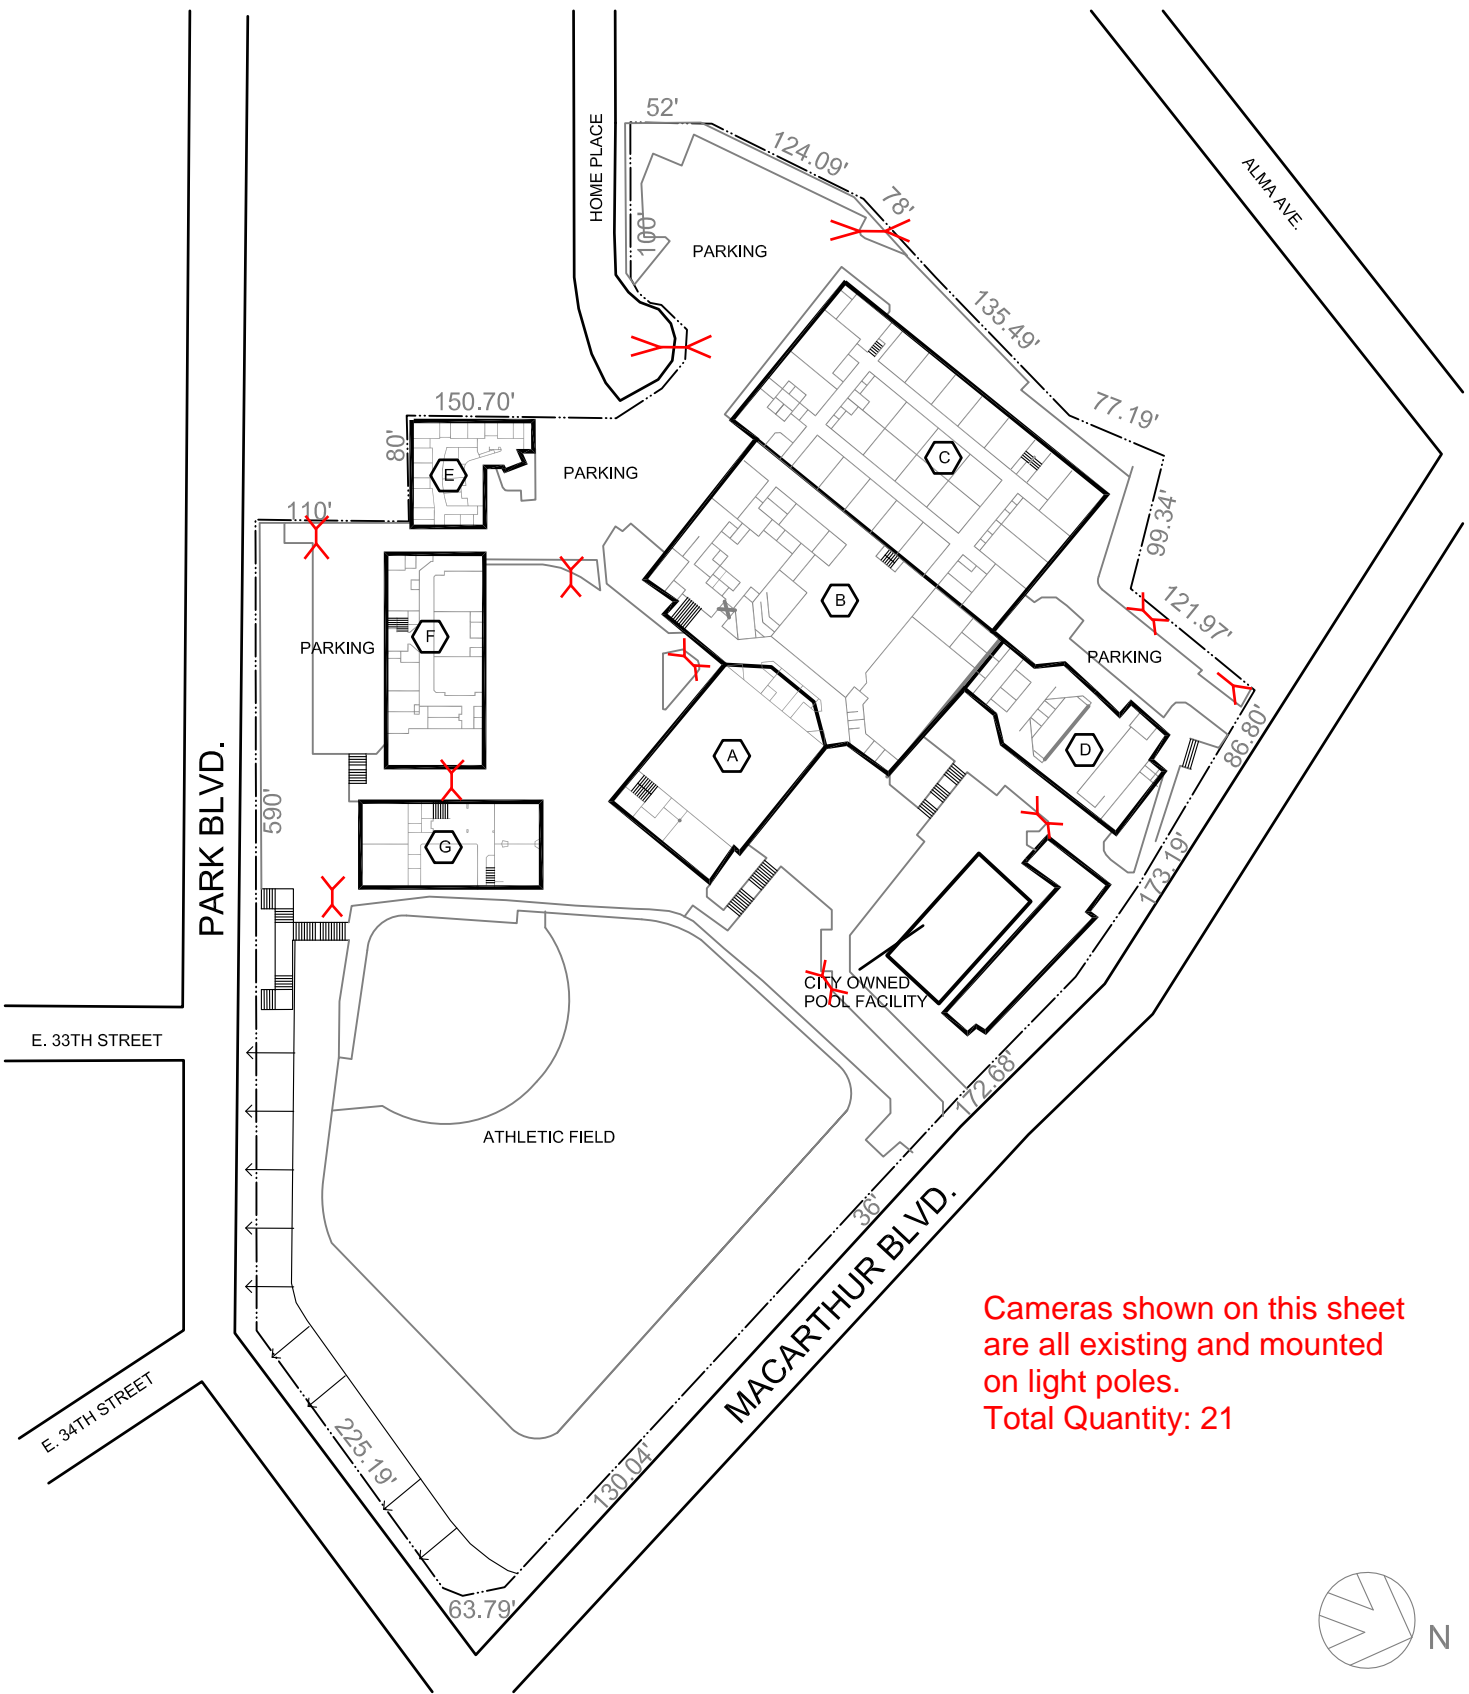 52'
124.09'
78'
HOME PLACE
100'
PARKING
ALMA AVE.
135.49'
77.19'
150.70'
80'
E
PARKING
C
99.34'
110'
B
121.97'
F
PARKING
PARKING
A
D
86.80'
PARK BLVD.
590'
G
173.19'
CITY OWNED
POOL FACILITY
E. 33TH STREET
172.68'
ATHLETIC FIELD
36'
MACARTHUR BLVD.
Cameras shown on this sheet
are all existing and mounted
on light poles.
Total Quantity: 21
E. 34TH STREET
225.19'
130.04'
63.79'
N